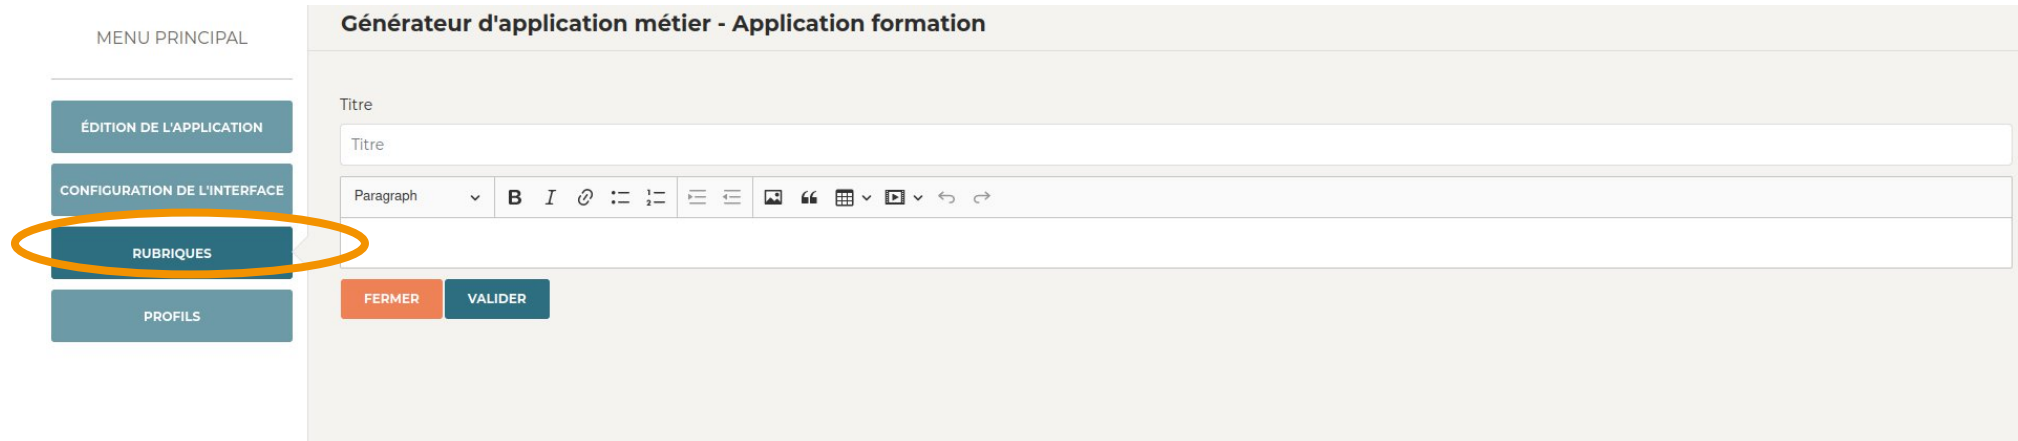 MENU PRINCIPAL
ÉDITION DE L'APPLICATION
CONFIGURATION DE L'INTERFACE
RUBRIQUES
PROFILS
Générateur d'application métier - Application formation
Titre
Titre
Paragraph
FERMER VALIDER